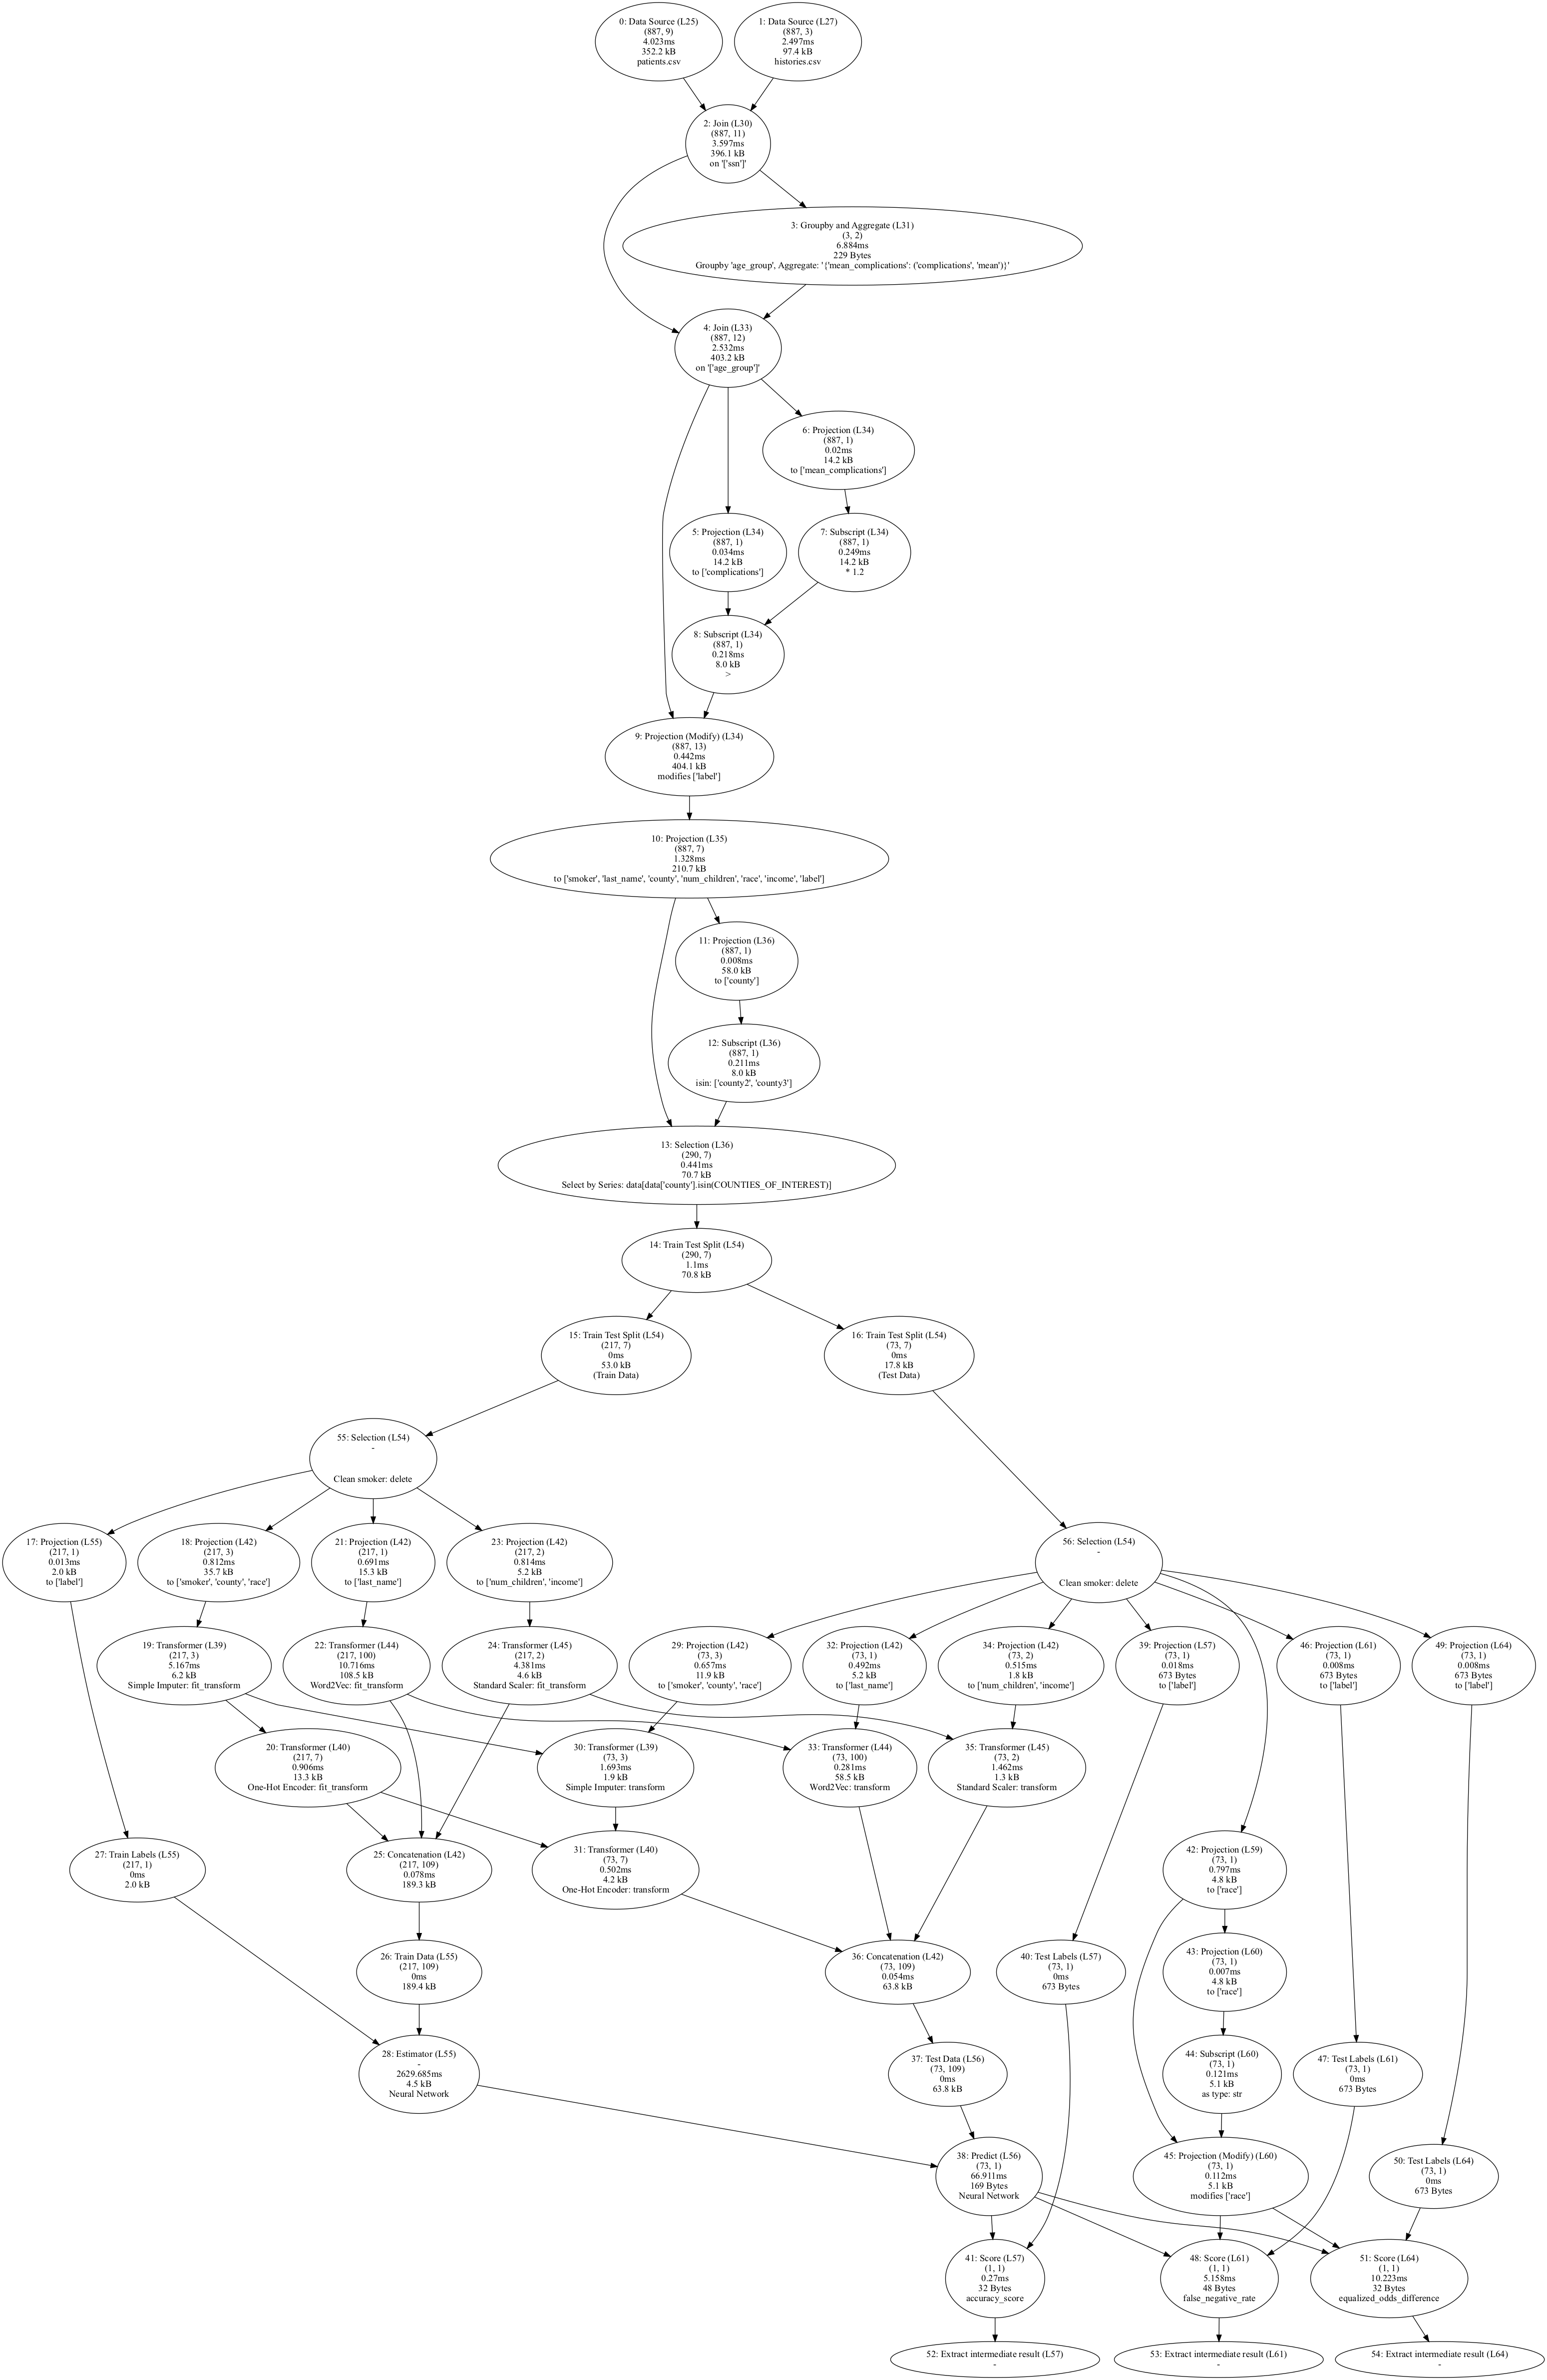 0: Data Source (L25)
(887, 9)
4.023ms
352.2 kB
patients.csv
1: Data Source (L27)
(887, 3)
2.497ms
97.4 kB
histories.csv
2: Join (L30)
(887, 11)
3.597ms
396.1 kB
on '['ssn']'
3: Groupby and Aggregate (L31)
(3, 2)
6.884ms
229 Bytes
Groupby 'age_group', Aggregate: '{'mean_complications': ('complications', 'mean')}'
4: Join (L33)
(887, 12)
2.532ms
403.2 kB
on '['age_group']'
6: Projection (L34)
(887, 1)
0.02ms
14.2 kB
to ['mean_complications']
5: Projection (L34)
(887, 1)
0.034ms
14.2 kB
to ['complications']
7: Subscript (L34)
(887, 1)
0.249ms
14.2 kB
* 1.2
8: Subscript (L34)
(887, 1)
0.218ms
8.0 kB
>
9: Projection (Modify) (L34)
(887, 13)
0.442ms
404.1 kB
modifies ['label']
10: Projection (L35)
(887, 7)
1.328ms
210.7 kB
to ['smoker', 'last_name', 'county', 'num_children', 'race', 'income', 'label']
11: Projection (L36)
(887, 1)
0.008ms
58.0 kB
to ['county']
12: Subscript (L36)
(887, 1)
0.211ms
8.0 kB
isin: ['county2', 'county3']
13: Selection (L36)
(290, 7)
0.441ms
70.7 kB
Select by Series: data[data['county'].isin(COUNTIES_OF_INTEREST)]
14: Train Test Split (L54)
(290, 7)
1.1ms
70.8 kB
15: Train Test Split (L54)
(217, 7)
0ms
53.0 kB
(Train Data)
16: Train Test Split (L54)
(73, 7)
0ms
17.8 kB
(Test Data)
55: Selection (L54)
-
Clean smoker: delete
17: Projection (L55)
(217, 1)
0.013ms
2.0 kB
to ['label']
18: Projection (L42)
(217, 3)
0.812ms
35.7 kB
to ['smoker', 'county', 'race']
21: Projection (L42)
(217, 1)
0.691ms
15.3 kB
to ['last_name']
23: Projection (L42)
(217, 2)
0.814ms
5.2 kB
to ['num_children', 'income']
56: Selection (L54)
-
Clean smoker: delete
19: Transformer (L39)
(217, 3)
5.167ms
6.2 kB
Simple Imputer: fit_transform
22: Transformer (L44)
(217, 100)
10.716ms
108.5 kB
Word2Vec: fit_transform
24: Transformer (L45)
(217, 2)
4.381ms
4.6 kB
Standard Scaler: fit_transform
29: Projection (L42)
(73, 3)
0.657ms
11.9 kB
to ['smoker', 'county', 'race']
32: Projection (L42)
(73, 1)
0.492ms
5.2 kB
to ['last_name']
34: Projection (L42)
(73, 2)
0.515ms
1.8 kB
to ['num_children', 'income']
39: Projection (L57)
(73, 1)
0.018ms
673 Bytes
to ['label']
46: Projection (L61)
(73, 1)
0.008ms
673 Bytes
to ['label']
49: Projection (L64)
(73, 1)
0.008ms
673 Bytes
to ['label']
20: Transformer (L40)
(217, 7)
0.906ms
13.3 kB
One-Hot Encoder: fit_transform
30: Transformer (L39)
(73, 3)
1.693ms
1.9 kB
Simple Imputer: transform
33: Transformer (L44)
(73, 100)
0.281ms
58.5 kB
Word2Vec: transform
35: Transformer (L45)
(73, 2)
1.462ms
1.3 kB
Standard Scaler: transform
27: Train Labels (L55)
(217, 1)
0ms
2.0 kB
25: Concatenation (L42)
(217, 109)
0.078ms
189.3 kB
31: Transformer (L40)
(73, 7)
0.502ms
4.2 kB
One-Hot Encoder: transform
42: Projection (L59)
(73, 1)
0.797ms
4.8 kB
to ['race']
26: Train Data (L55)
(217, 109)
0ms
189.4 kB
36: Concatenation (L42)
(73, 109)
0.054ms
63.8 kB
40: Test Labels (L57)
(73, 1)
0ms
673 Bytes
43: Projection (L60)
(73, 1)
0.007ms
4.8 kB
to ['race']
28: Estimator (L55)
-
2629.685ms
4.5 kB
Neural Network
37: Test Data (L56)
(73, 109)
0ms
63.8 kB
44: Subscript (L60)
(73, 1)
0.121ms
5.1 kB
as type: str
47: Test Labels (L61)
(73, 1)
0ms
673 Bytes
38: Predict (L56)
(73, 1)
66.911ms
169 Bytes
Neural Network
45: Projection (Modify) (L60)
(73, 1)
0.112ms
5.1 kB
modifies ['race']
50: Test Labels (L64)
(73, 1)
0ms
673 Bytes
41: Score (L57)
(1, 1)
0.27ms
32 Bytes
accuracy_score
48: Score (L61)
(1, 1)
5.158ms
48 Bytes
false_negative_rate
51: Score (L64)
(1, 1)
10.223ms
32 Bytes
equalized_odds_difference
52: Extract intermediate result (L57)
-
53: Extract intermediate result (L61)
-
54: Extract intermediate result (L64)
-